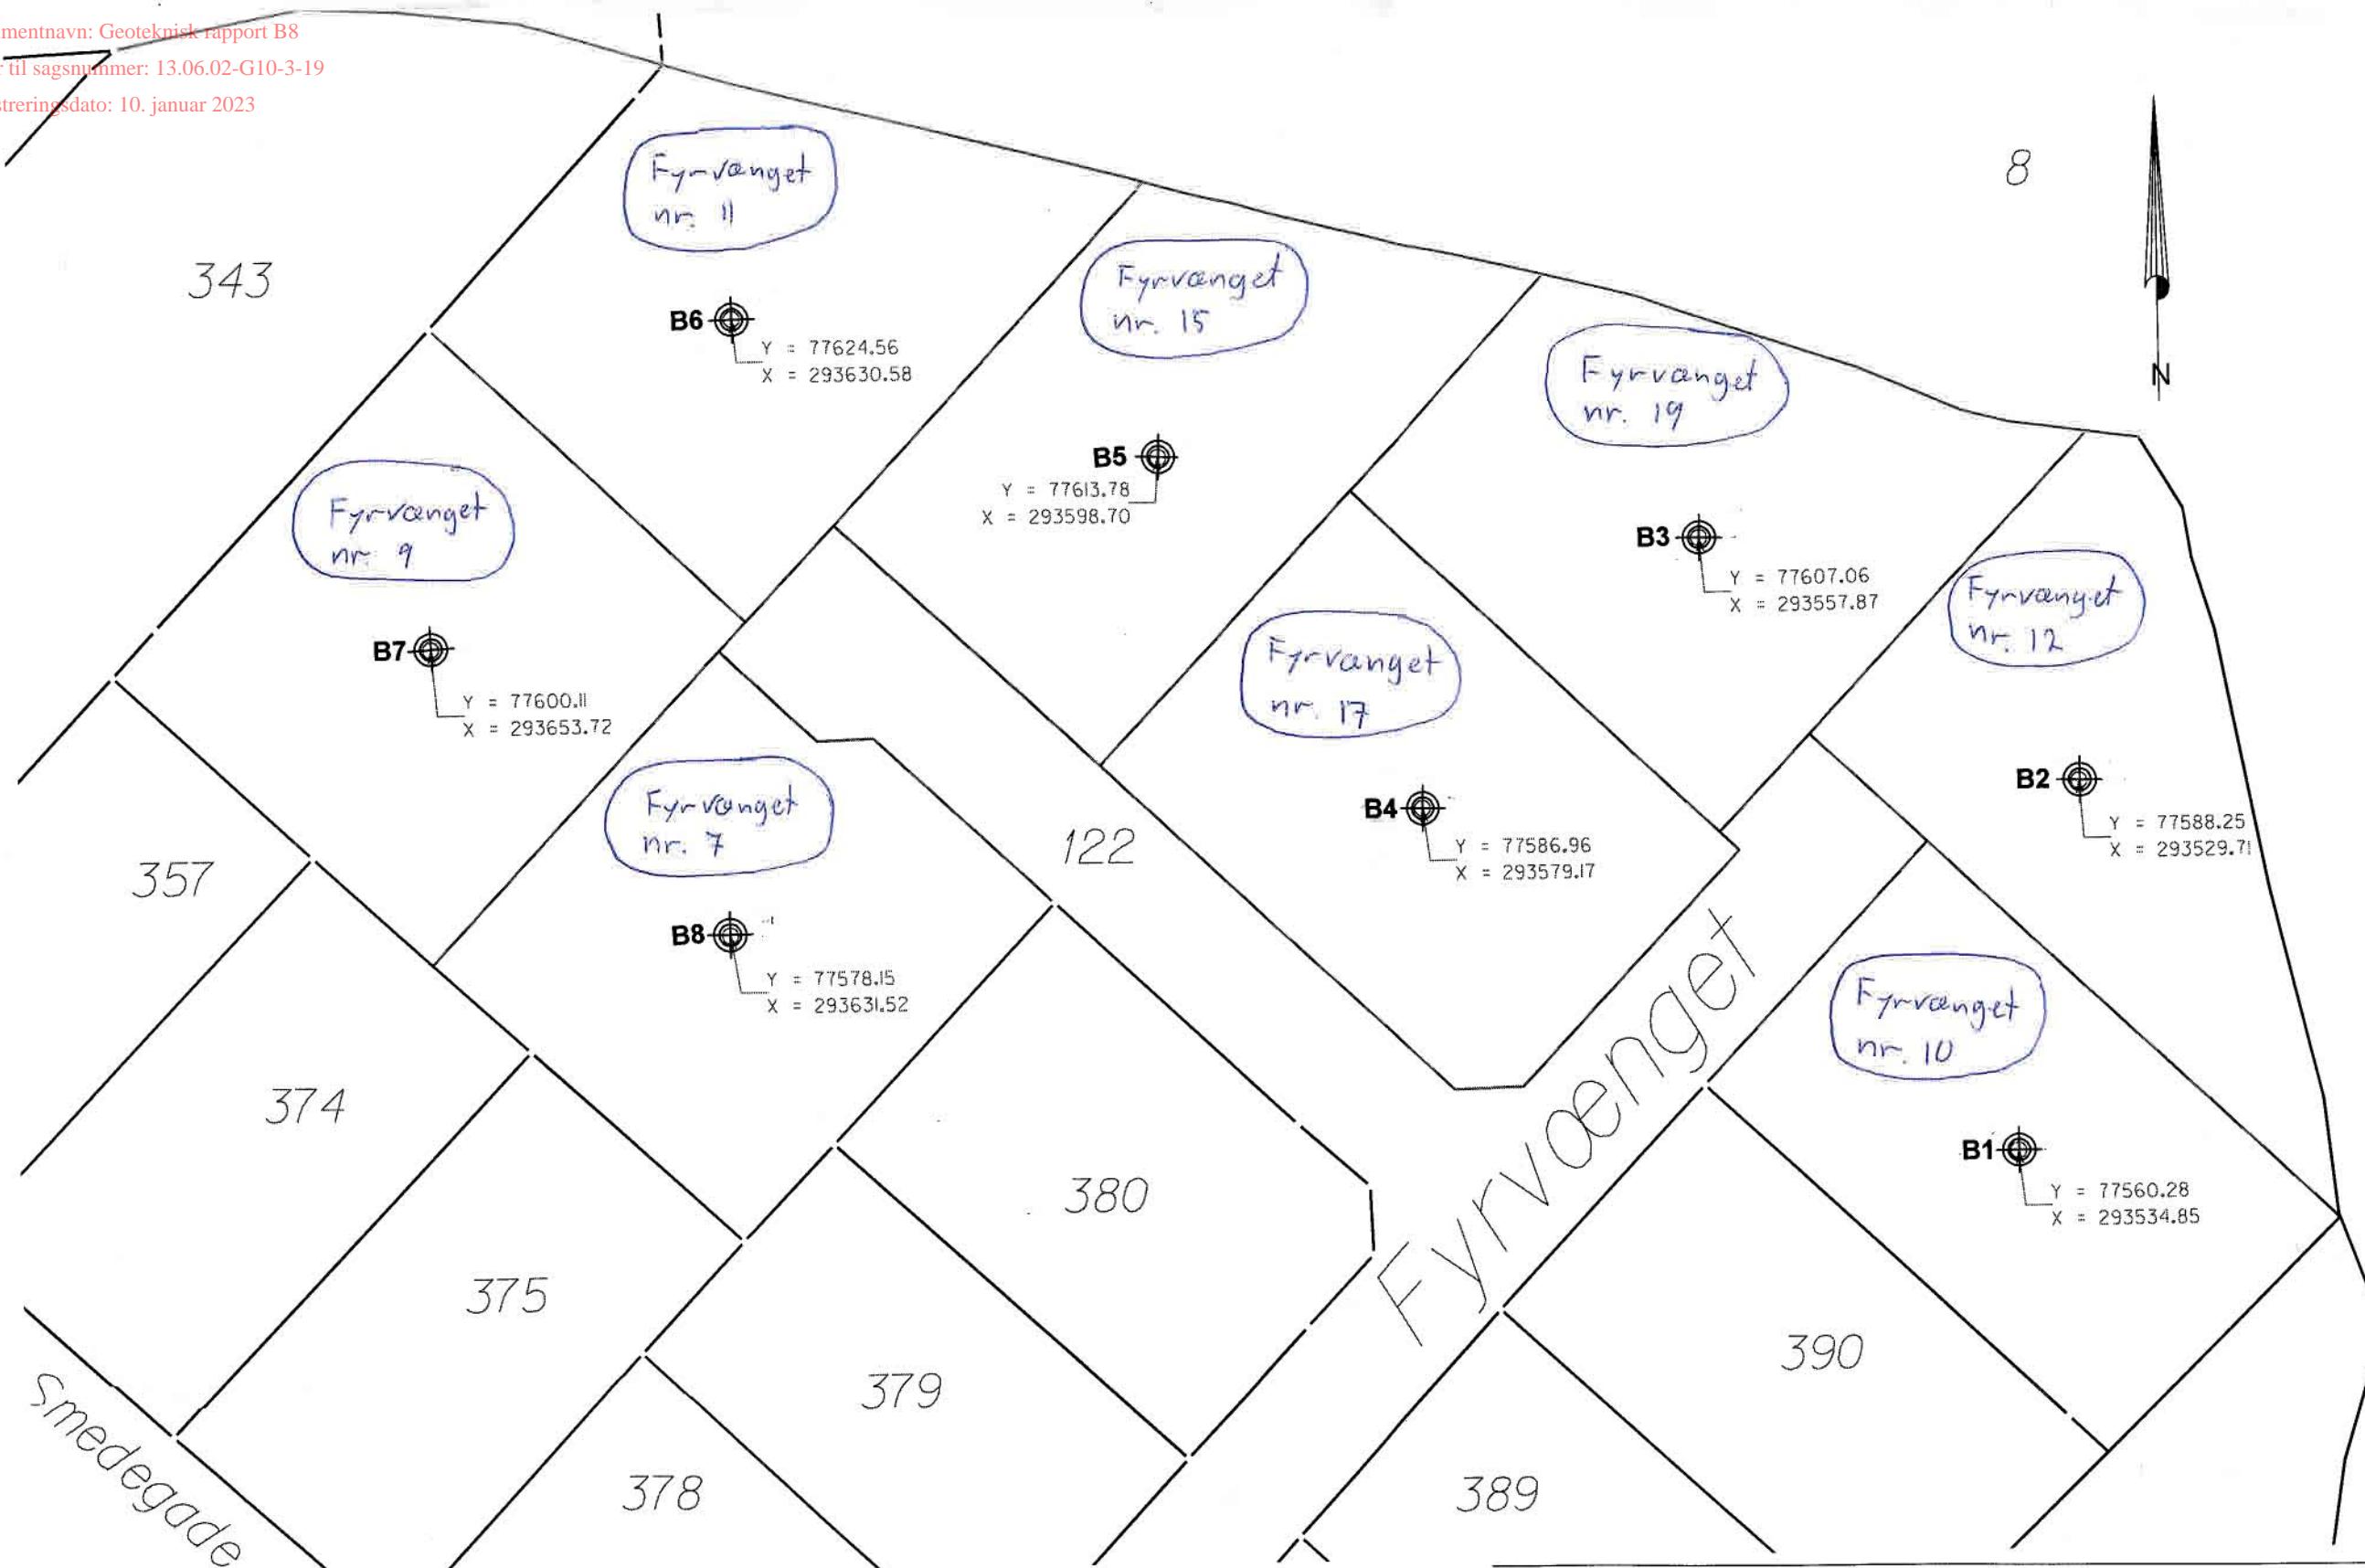 mentnavn: Geoteknisk rapport B8
til sagsnummer: 13.06.02-G10-3-19
streringsdato: 10. januar 2023
8
N
Fyrvænget
nr. 11
343
B6
Y = 77624.56
X = 293630.58
Fyrvænget
nr. 15
B5
Y = 77613.78
X = 293598.70
Fyrvænget
nr. 19
B3
Y = 77607.06
X = 293557.87
Fyrvænget
nr. 9
B7
Y = 77600.11
X = 293653.72
Fyrvænget
nr. 12
B2
Y = 77588.25
X = 293529.71
Fyrvænget
nr. 17
B4
Y = 77586.96
X = 293579.17
Fyrvænget
nr. 7
122
357
B8
Y = 77578.15
X = 293631.52
Fyrvænget
nr. 10
B1
Y = 77560.28
X = 293534.85
Fyrvænget
374
380
375
390
379
378
389
Smedegade